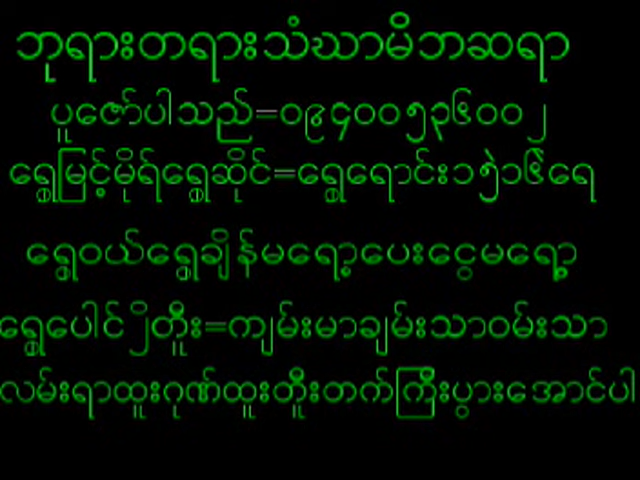 ဘုရားတရားသံဃာမိဘဆရာ
ပူဇော်ပါသည်=၀၉၄၀၀၅၃၆၀၀၂
ရွှေမြင့်မိုရ်ရွှေဆိုင်=ရွှေရောင်း၁၅ဲ၁၆ဲရေ
ရွှေဝယ်ရွှေချိန်မရော့ပေးငွေမရော့
ရွှေပေါင်၂ိတိူး=ကျမ်းမာချမ်းသာဝမ်းသာ
လမ်းရာထူးဂုဏ်ထူးတိူးတက်ကြီးပွားအောင်ပါ